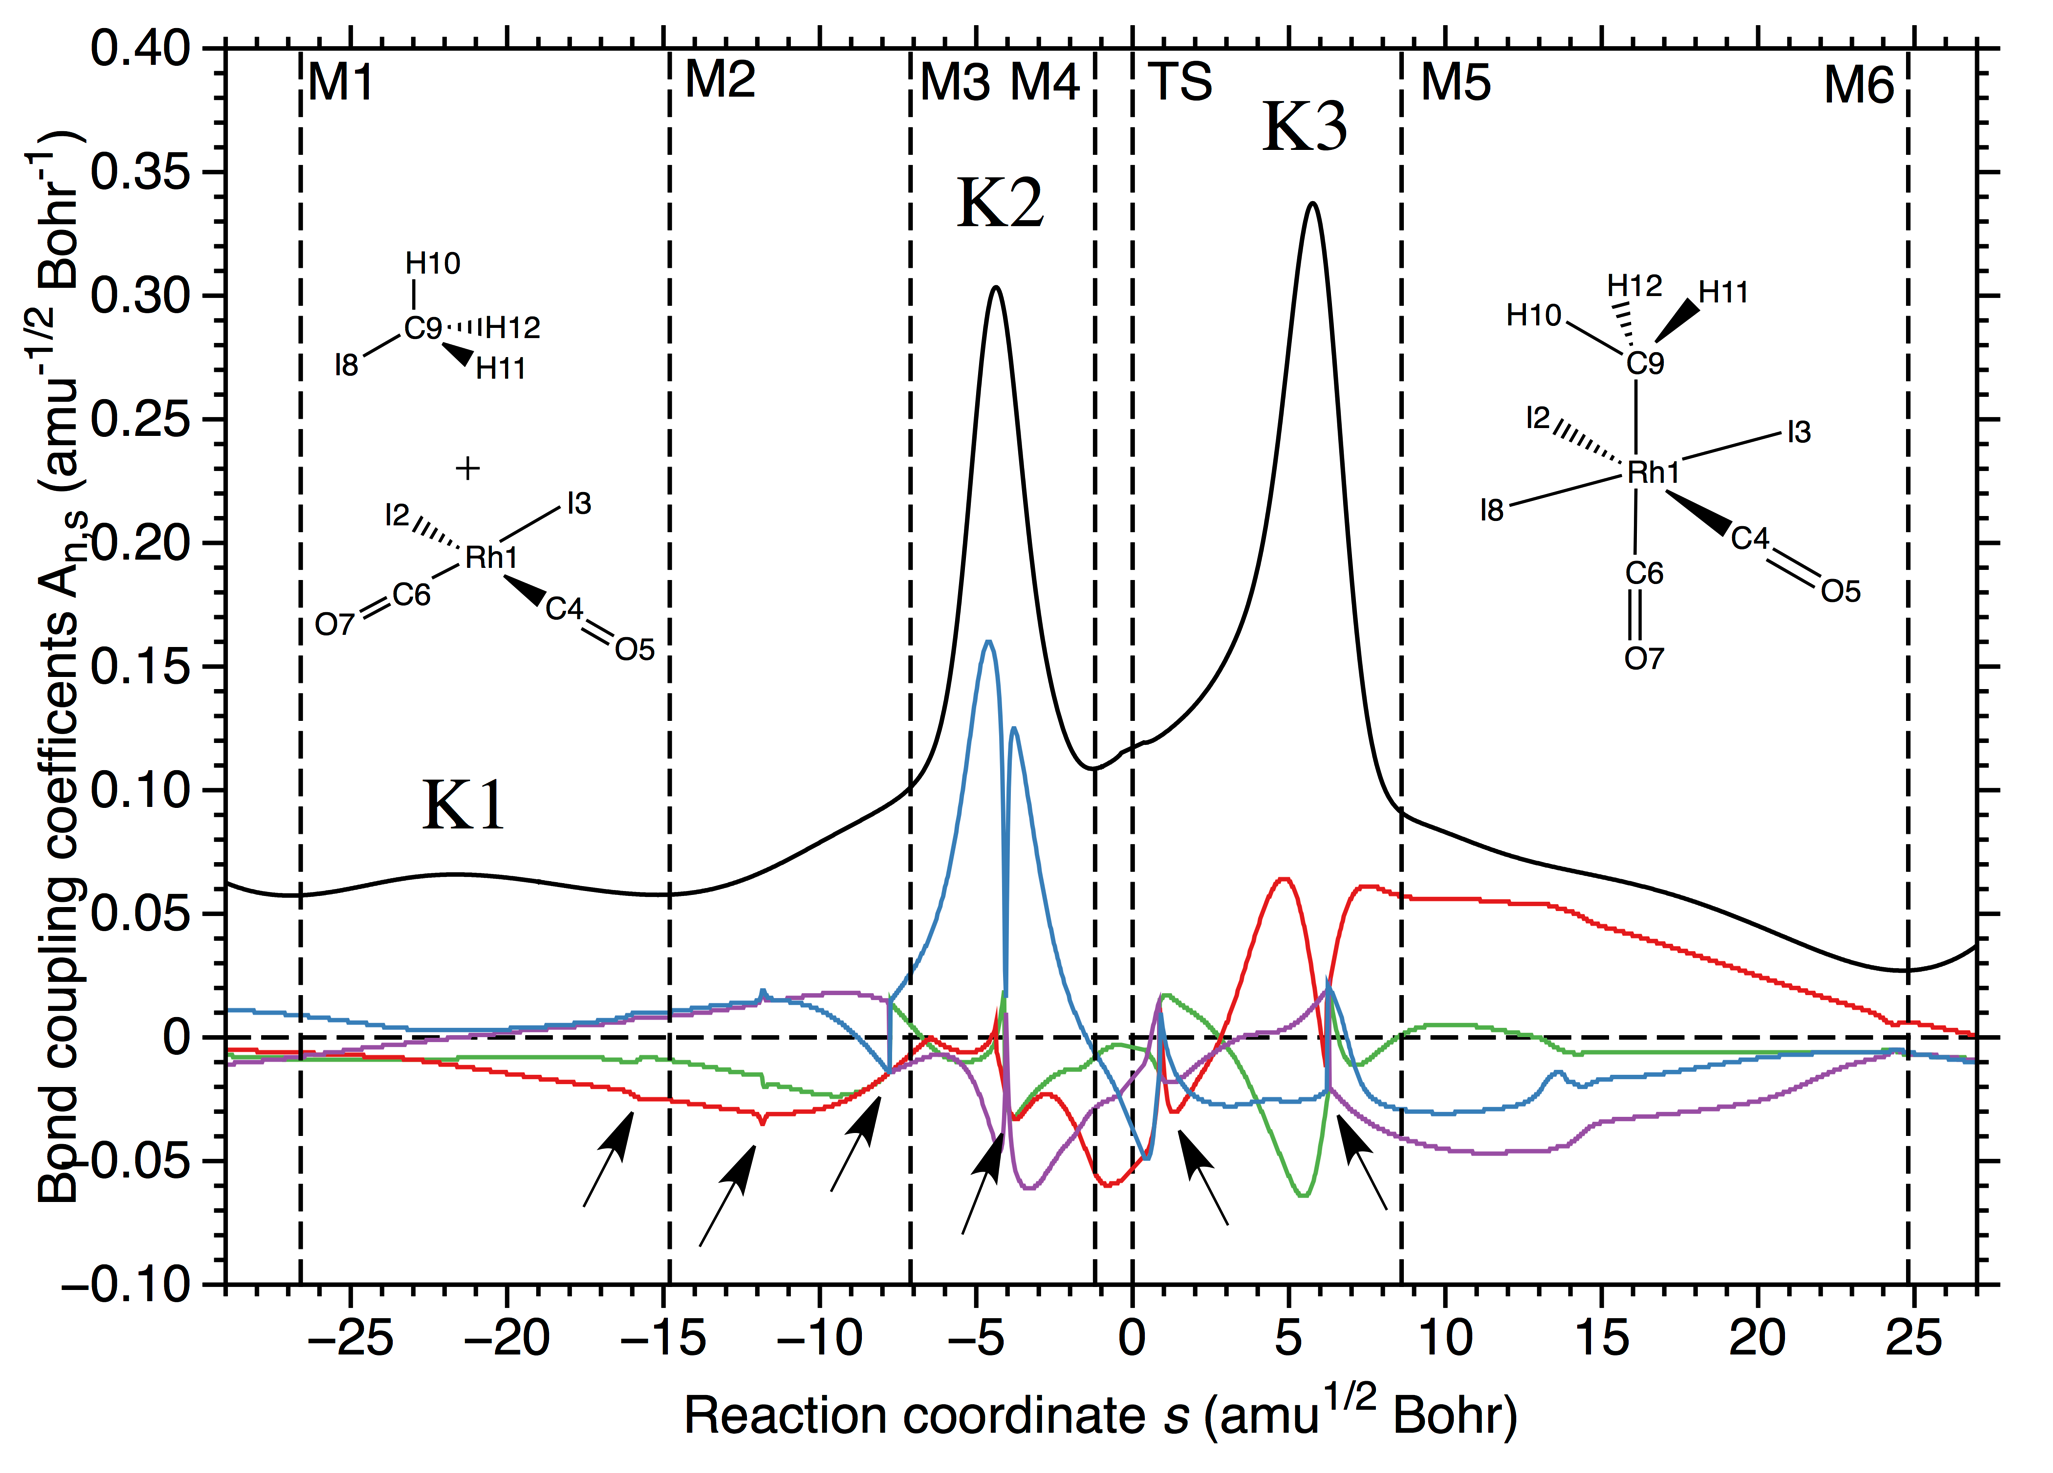 0.40
0.35
0.30
0.25
0.20
0.15
0.10
0.05
0
−0.05
−0.10
Bond coupling coefficents An,s (amu-1/2 Bohr-1)
M1
M2
M3
M4
TS
M5
M6
K1
K2
K3
H10
C9
H12
I8
H11
+
I2
I3
Rh1
C6
O7
C4
O5
H12
H11
H10
C9
I2
I3
Rh1
I8
C4
C6
O5
O7
−25
−20
−15
−10
−5
0
5
10
15
20
25
Reaction coordinate s (amu1/2 Bohr)